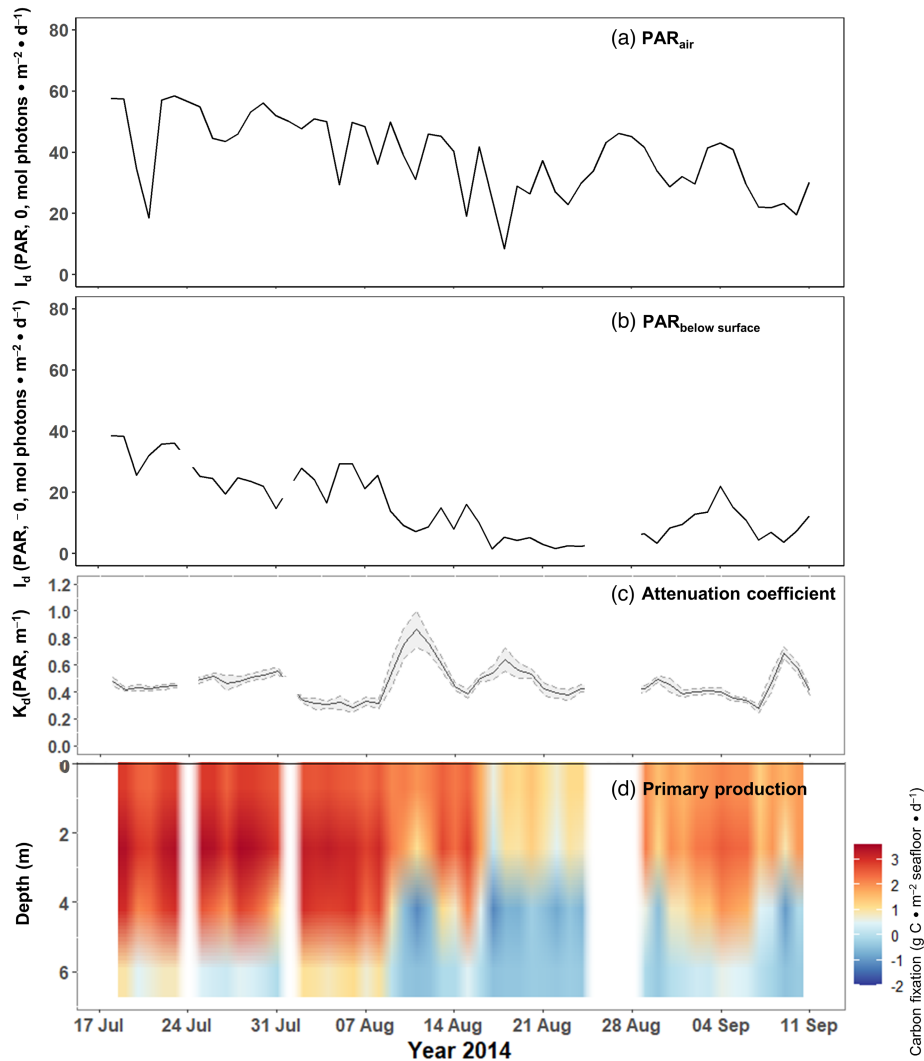 (a) PARair
Id (PAR, 0, mol photons • m−2 • d−1)
80
60
40
20
0
(b) PARbelow surface
Id (PAR, −0, mol photons • m−2 • d−1)
80
60
40
20
0
(c) Attenuation coefficient
Kd(PAR, m−1)
1.2
1.0
0.8
0.6
0.4
0.2
0.0
(d) Primary production
Depth (m)
0
2
4
6
17 Jul 24 Jul 31 Jul 07 Aug 14 Aug 21 Aug 28 Aug 04 Sep 11 Sep
Year 2014
3
2
1
0
-1
-2
Carbon fixation (g C • m−2 seafloor • d−1)